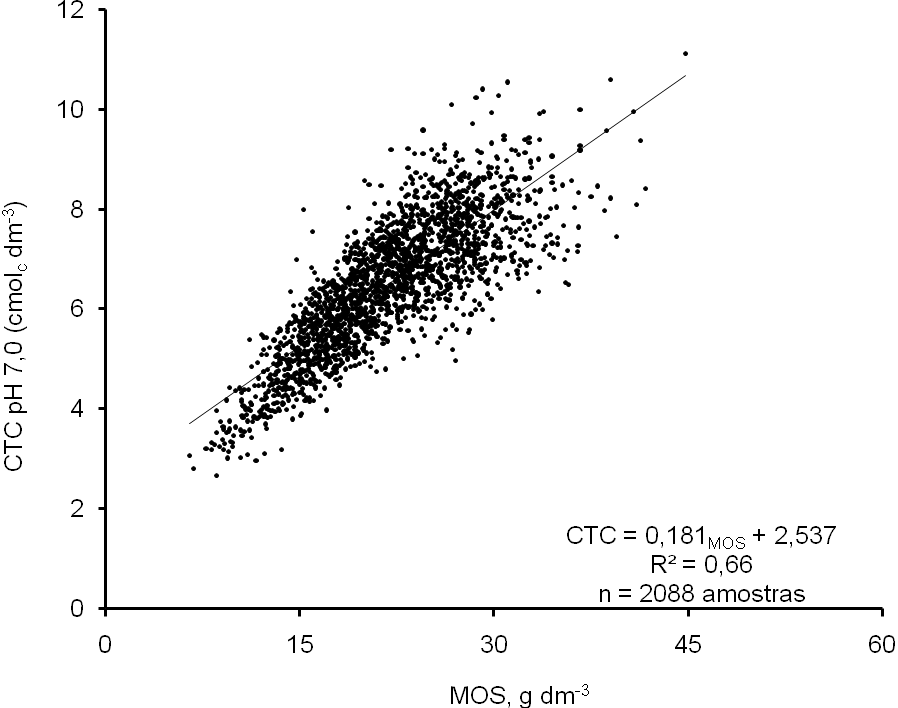 12
10
8
6
4
2
0
CTC pH 7,0 (cmolc dm-3)
CTC = 0,181MOS + 2,537
R² = 0,66
n = 2088 amostras
0 15 30 45 60
MOS, g dm-3